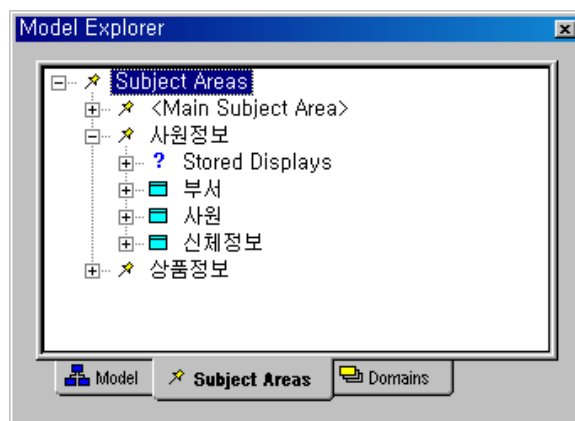 Model Explorer
Subject Areas
<Main Subject Area>
사원정보
? Stored Displays
부서
사원
신체정보
상품정보
Model Subject Areas Domains